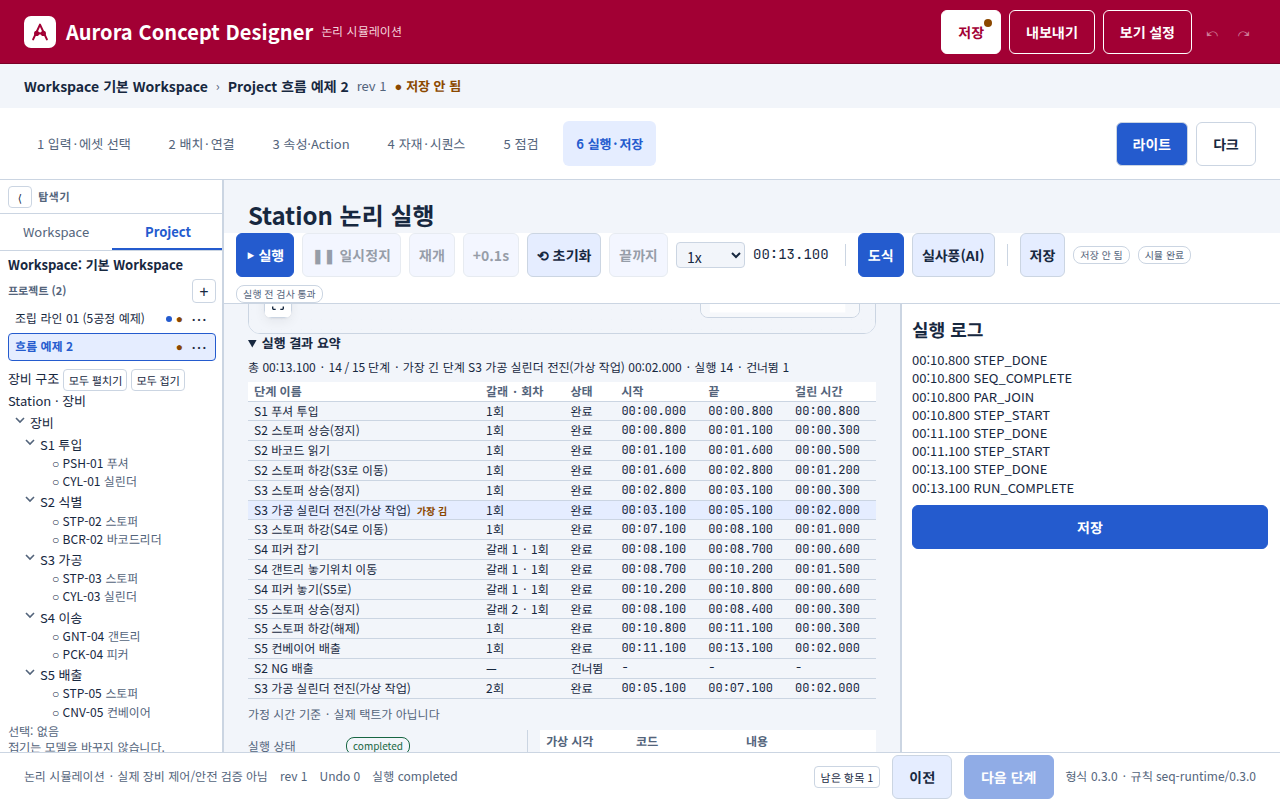 Aurora Concept Designer 논리 시뮬레이션
저장 내보내기 보기 설정
Workspace 기본 Workspace › Project 흐름 예제 2 rev 1 ● 저장 안 됨
1 입력·에셋 선택 2 배치·연결 3 속성·Action 4 자재·시퀀스 5 점검 6 실행·저장 라이트 다크
탐색기
Workspace Project
Workspace: 기본 Workspace
프로젝트 (2) +
조립 라인 01 (5공정 예제) ● ● ···
흐름 예제 2 ● ···
장비 구조 모두 펼치기 모두 접기
Station · 장비
장비
S1 투입
○ PSH-01 푸셔
○ CYL-01 실린더
S2 식별
○ STP-02 스토퍼
○ BCR-02 바코드리더
S3 가공
○ STP-03 스토퍼
○ CYL-03 실린더
S4 이송
○ GNT-04 갠트리
○ PCK-04 피커
S5 배출
○ STP-05 스토퍼
○ CNV-05 컨베이어
선택: 없음
접기는 모델을 바꾸지 않습니다.
Station 논리 실행
▶ 실행 ❚❚ 일시정지 재개 +0.1s ⟲ 초기화 끝까지 1x 00:13.100 도식 실사풍(AI) 저장 저장 안 됨 시뮬 완료
실행 전 검사 통과
▼ 실행 결과 요약
총 00:13.100 · 14 / 15 단계 · 가장 긴 단계 S3 가공 실린더 전진(가상 작업) 00:02.000 · 실행 14 · 건너뜀 1
단계 이름 갈래 · 회차 상태 시작 끝 걸린 시간
S1 푸셔 투입 1회 완료 00:00.000 00:00.800 00:00.800
S2 스토퍼 상승(정지) 1회 완료 00:00.800 00:01.100 00:00.300
S2 바코드 읽기 1회 완료 00:01.100 00:01.600 00:00.500
S2 스토퍼 하강(S3로 이동) 1회 완료 00:01.600 00:02.800 00:01.200
S3 스토퍼 상승(정지) 1회 완료 00:02.800 00:03.100 00:00.300
S3 가공 실린더 전진(가상 작업) 가장 김 1회 완료 00:03.100 00:05.100 00:02.000
S3 스토퍼 하강(S4로 이동) 1회 완료 00:07.100 00:08.100 00:01.000
S4 피커 잡기 갈래 1 · 1회 완료 00:08.100 00:08.700 00:00.600
S4 갠트리 놓기위치 이동 갈래 1 · 1회 완료 00:08.700 00:10.200 00:01.500
S4 피커 놓기(S5로) 갈래 1 · 1회 완료 00:10.200 00:10.800 00:00.600
S5 스토퍼 상승(정지) 갈래 2 · 1회 완료 00:08.100 00:08.400 00:00.300
S5 스토퍼 하강(해제) 1회 완료 00:10.800 00:11.100 00:00.300
S5 컨베이어 배출 1회 완료 00:11.100 00:13.100 00:02.000
S2 NG 배출 — 건너뜀 - - -
S3 가공 실린더 전진(가상 작업) 2회 완료 00:05.100 00:07.100 00:02.000
가정 시간 기준 · 실제 택트가 아닙니다
실행 상태 completed 가상 시각 코드 내용
실행 로그
00:10.800 STEP_DONE
00:10.800 SEQ_COMPLETE
00:10.800 PAR_JOIN
00:10.800 STEP_START
00:11.100 STEP_DONE
00:11.100 STEP_START
00:13.100 STEP_DONE
00:13.100 RUN_COMPLETE
저장
논리 시뮬레이션 · 실제 장비 제어/안전 검증 아님 rev 1 Undo 0 실행 completed 남은 항목 1 이전 다음 단계 형식 0.3.0 · 규칙 seq-runtime/0.3.0